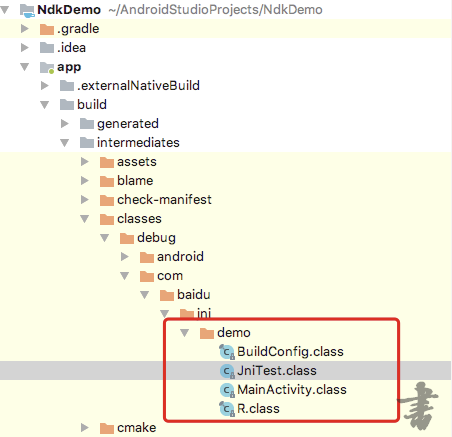 NdkDemo ~/AndroidStudioProjects/NdkDemo
.gradle
.idea
app
.externalNativeBuild
build
generated
intermediates
assets
blame
check-manifest
classes
debug
android
com
baidu
jni
demo
BuildConfig.class
JniTest.class
MainActivity.class
R.class
cmake
書